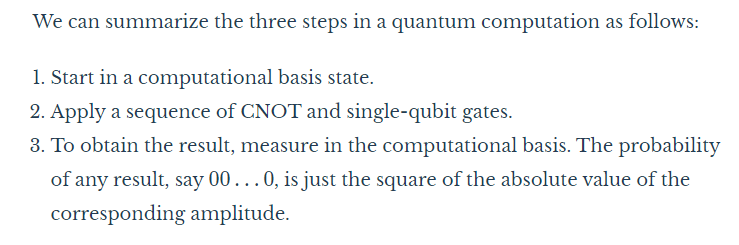 We can summarize the three steps in a quantum computation as follows:
1. Start in a computational basis state.
2. Apply a sequence of CNOT and single-qubit gates.
3. To obtain the result, measure in the computational basis. The probability
of any result, say 00 . . . 0, is just the square of the absolute value of the
corresponding amplitude.